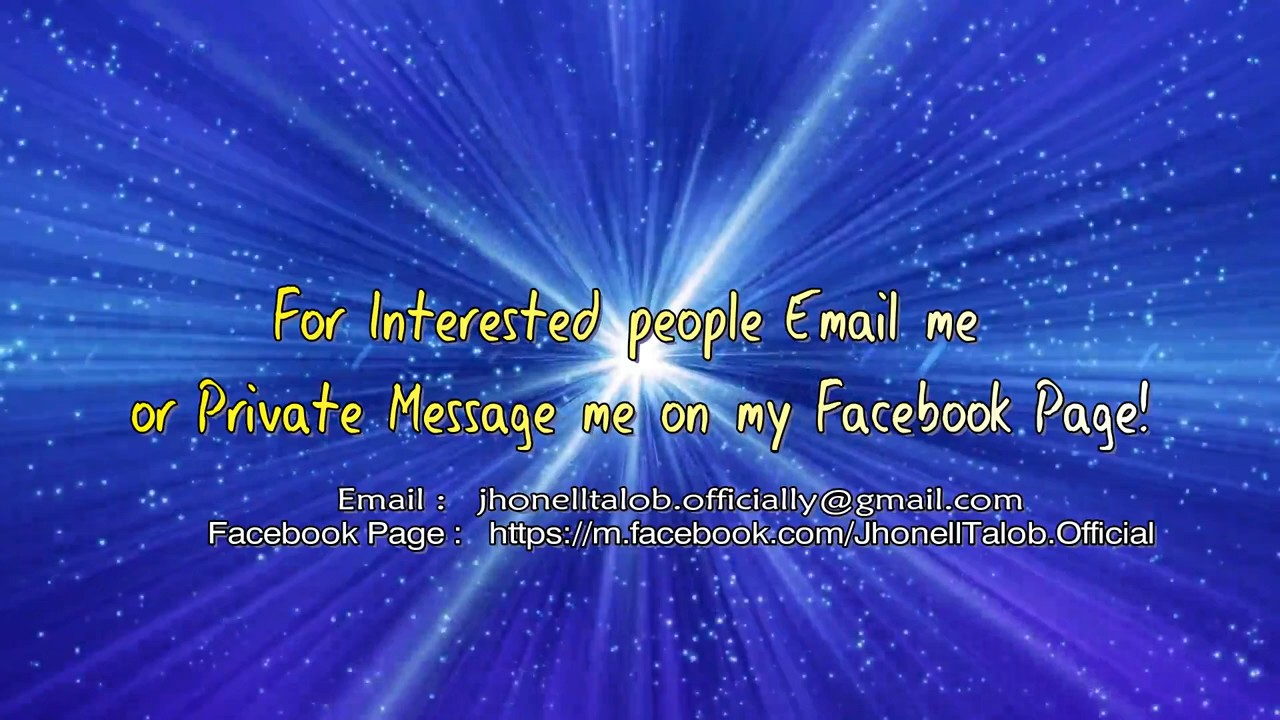 For Interested people Email me
or Private Message me on my Facebook Page!
Email : jhonelltalob.officially@gmail.com
Facebook Page : https://m.facebook.com/JhonellTalob.Official